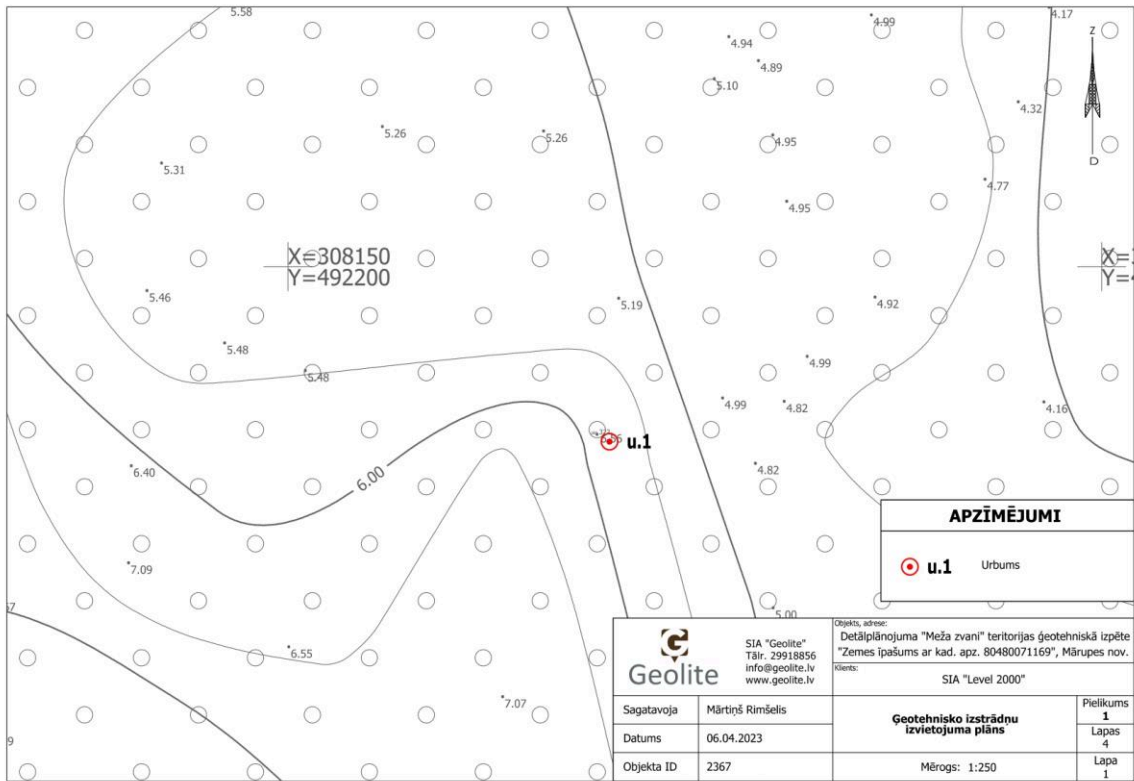 5.58
4.99
4.17
4.94
4.89
5.10
Z
4.32
5.26
5.26
4.95
D
5.31
4.77
4.95
X=308150
Y=492200
5.46
5.19
4.92
5.48
4.99
5.48
4.99
4.82
4.16
u.1
6.40
6.00
4.82
APZĪMĒJUMI
u.1 Urbums
7.09
5.00
6.55
7.07
Geolite
SIA "Geolite"
Tālr. 29918856
info@geolite.lv
www.geolite.lv
Objekts, adrese:
Detālplānojuma "Meža zvani" teritorijas ģeotehniskā izpēte
"Zemes īpašums ar kad. apz. 80480071169", Mārupes nov.
Klients:
SIA "Level 2000"
Sagatavoja Mārtiņš Rimšelis
Datums 06.04.2023
Objekta ID 2367
Ģeotehnisko izstrādņu
izvietojuma plāns
Mērogs: 1:250
Pielikums
1
Lapas
4
Lapa
1